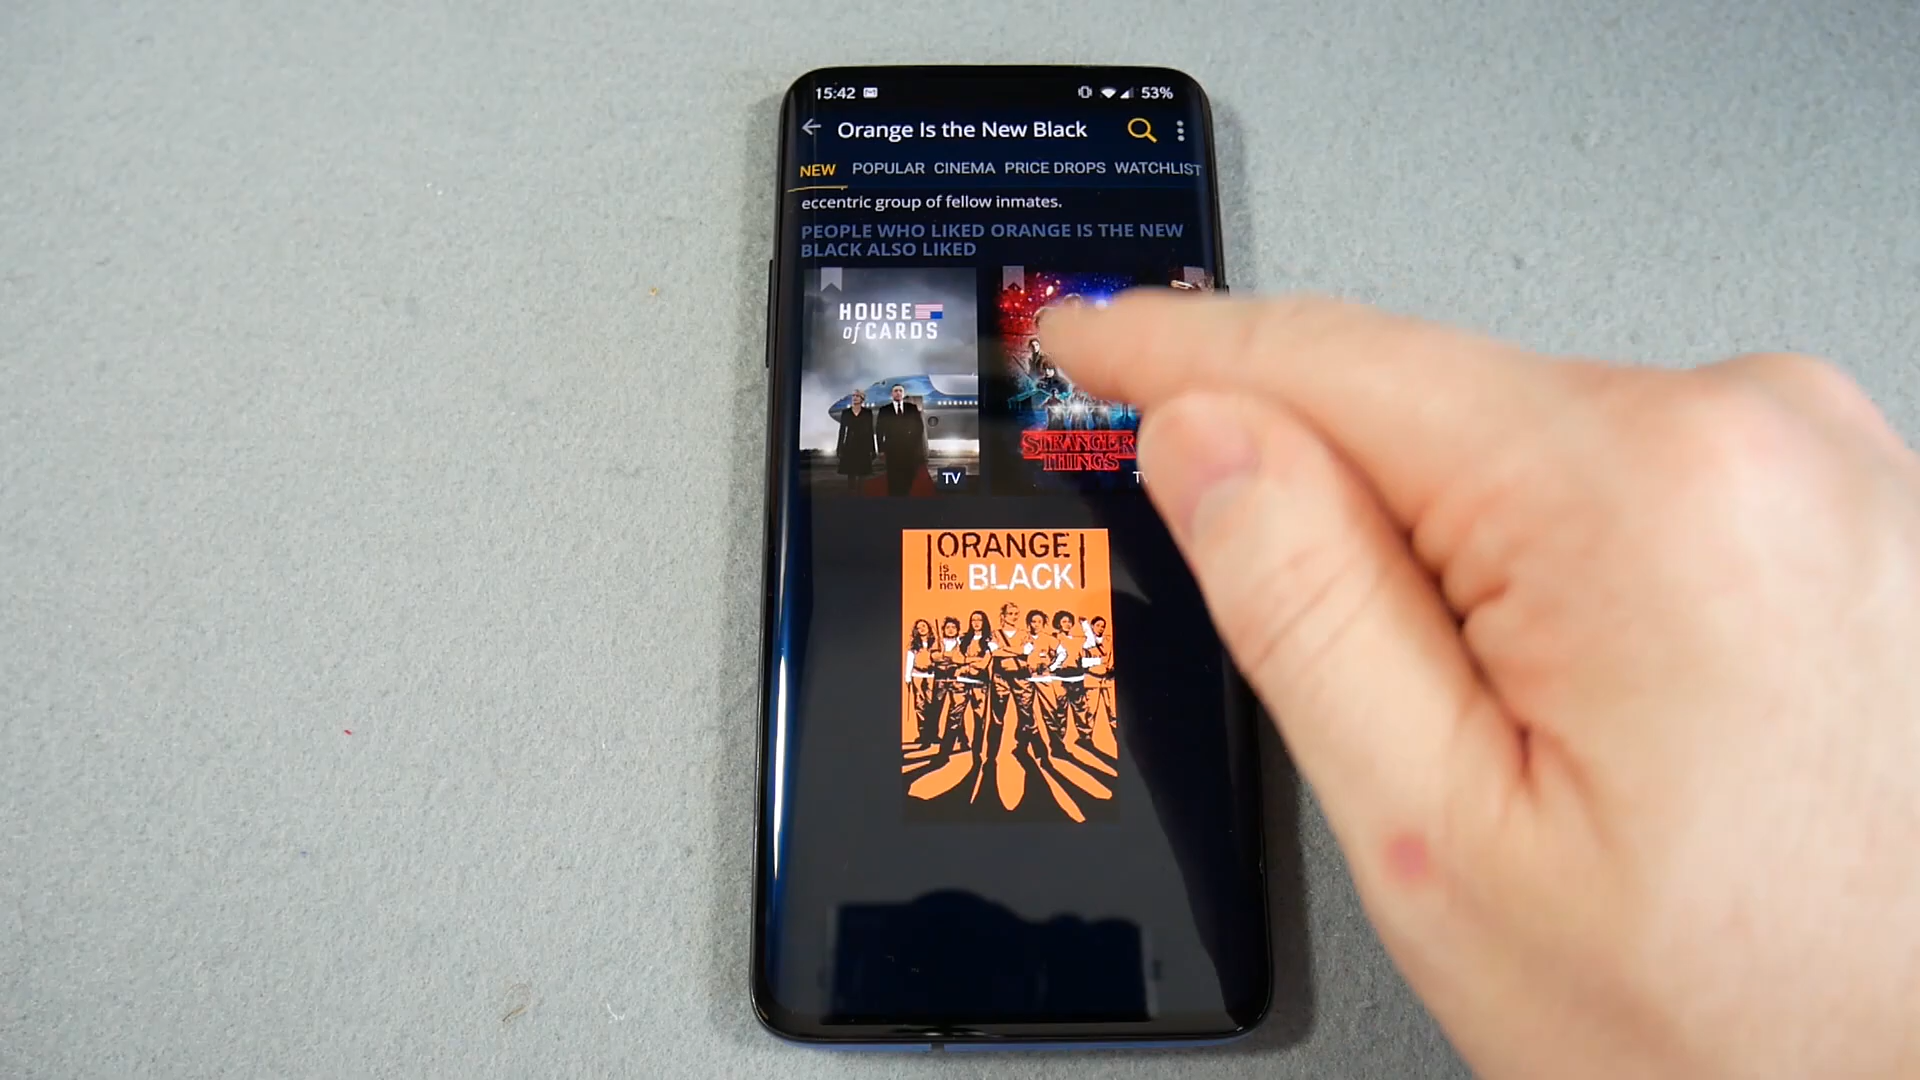 15:42 53%
Orange Is the New Black
NEW POPULAR CINEMA PRICE DROPS WATCHLIST
eccentric group of fellow inmates.
PEOPLE WHO LIKED ORANGE IS THE NEW
BLACK ALSO LIKED
HOUSE
of CARDS
TV
STRANGER
THINGS
ORANGE
is
the
new BLACK